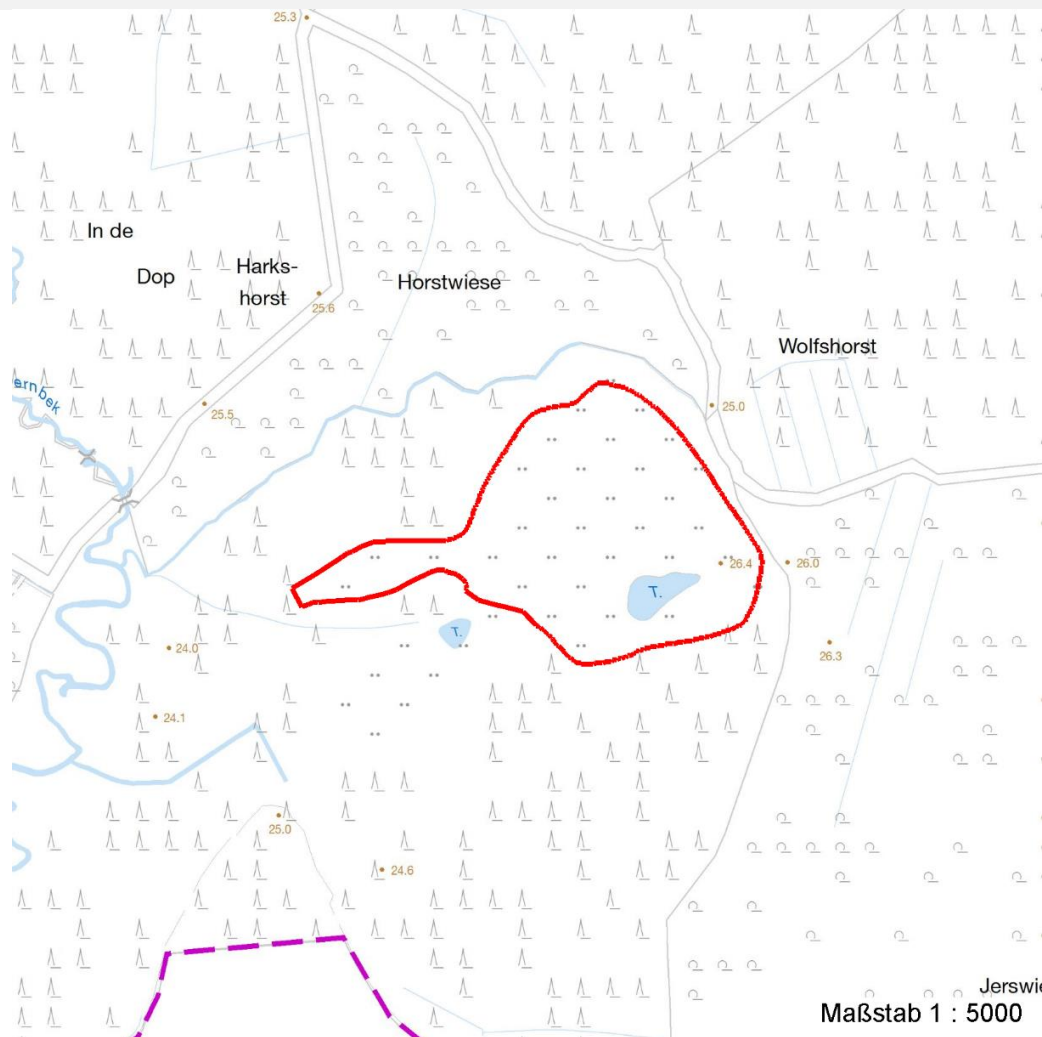 25.3
In de
Dop
Harks-
horst
Horstwiese
25.6
Wolfshorst
ernbek
25.5
25.0
26.4
26.0
T.
T.
24.0
26.3
24.1
25.0
24.6
Jerswie
Maßstab 1 : 5000